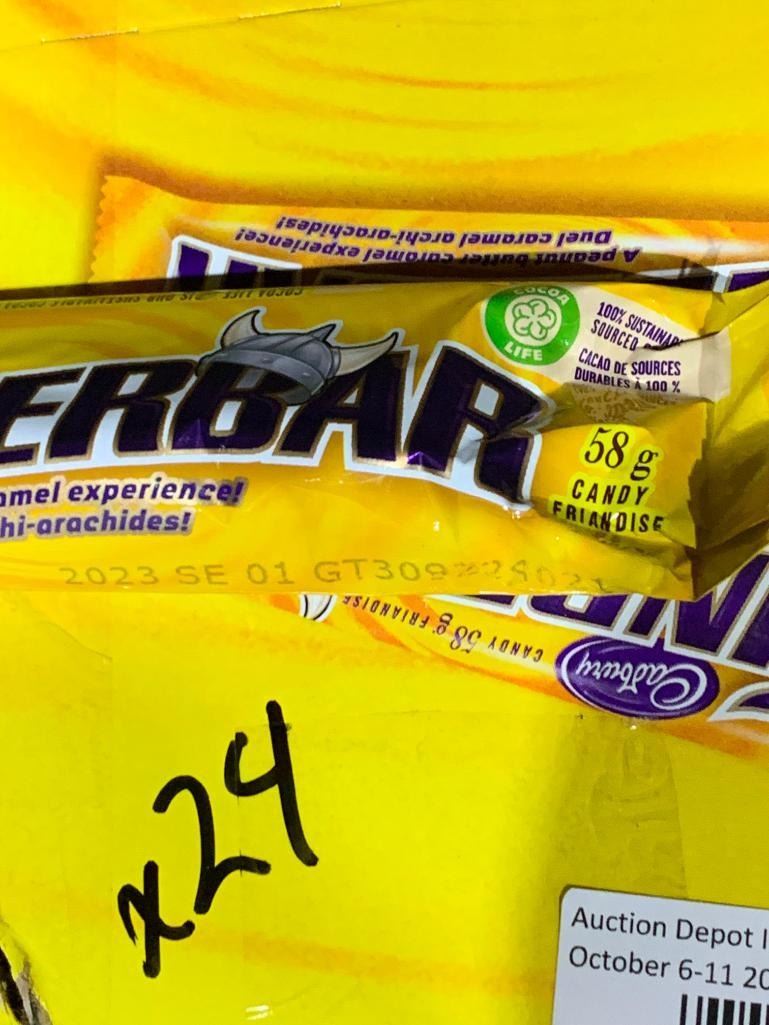 A peanut butter caramel experience!
Duel caramel archi-arachides!
COCOA
LIFE
100% SUSTAINAB
SOURCED
CACAO DE SOURCES
DURABLES À 100 %
ERBAR
amel experience!
hi-arachides!
58 g
CANDY
FRIANDISE
2023 SE 01 GT309
CANDY 58 g FRIANDISE
Cadbury
x24
Auction Depot I
October 6-11 20